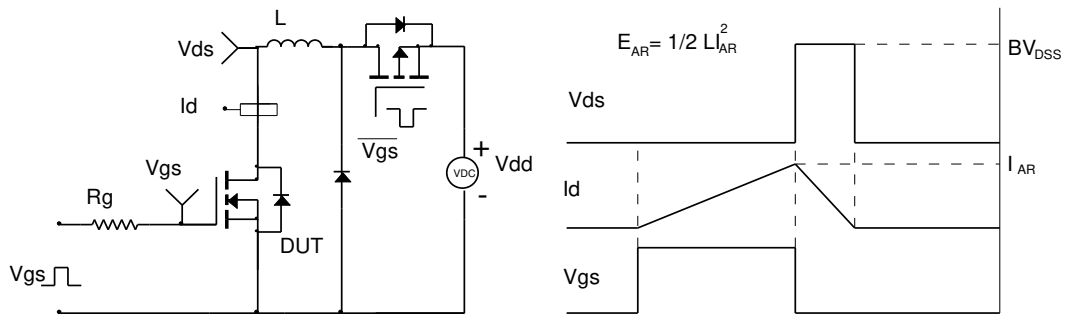 L
Vds
Id
Vgs
Vgs
Rg
+
VDC
Vdd
-
DUT
Vgs
E_AR = 1/2 LI_AR^2
BV_DSS
Vds
I_AR
Id
Vgs